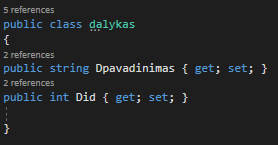 5 references
public class dalykas
{
2 references
public string Dpavadinimas { get; set; }
2 references
public int Did { get; set; }
}